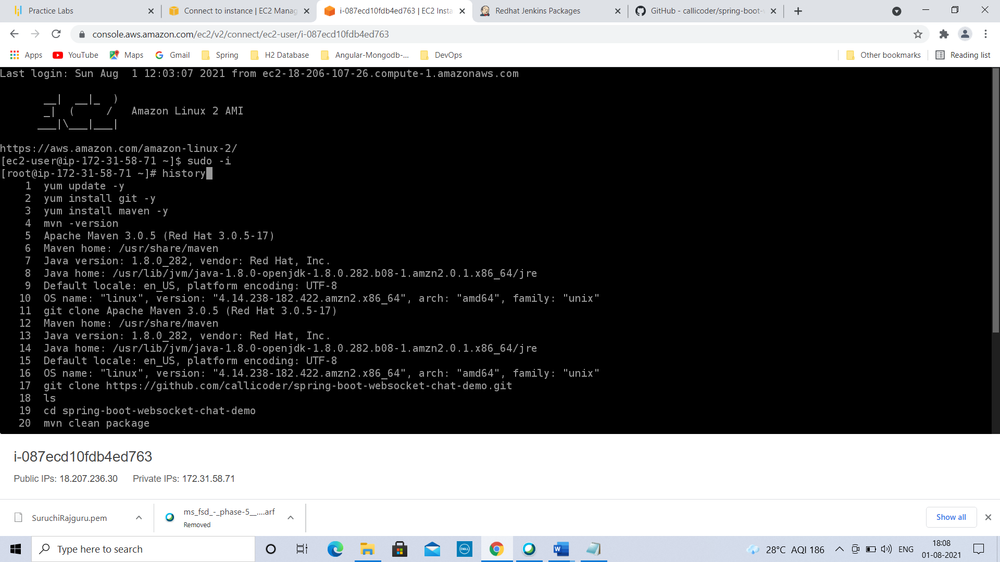 Practice Labs
Connect to instance | EC2 Manag
i-087ecd10fdb4ed763 | EC2 Insta
Redhat Jenkins Packages
GitHub - callicoder/spring-boot-w
console.aws.amazon.com/ec2/v2/connect/ec2-user/i-087ecd10fdb4ed763
Apps
YouTube
Maps
Gmail
Spring
H2 Database
Angular-Mongodb-...
DevOps
Other bookmarks
Reading list
Last login: Sun Aug  1 12:03:07 2021 from ec2-18-206-107-26.compute-1.amazonaws.com
       __|  __|_  )
       _|  (     /   Amazon Linux 2 AMI
      ___|\___|___|
https://aws.amazon.com/amazon-linux-2/
[ec2-user@ip-172-31-58-71 ~]$ sudo -i
[root@ip-172-31-58-71 ~]# history
    1  yum update -y
    2  yum install git -y
    3  yum install maven -y
    4  mvn -version
    5  Apache Maven 3.0.5 (Red Hat 3.0.5-17)
    6  Maven home: /usr/share/maven
    7  Java version: 1.8.0_282, vendor: Red Hat, Inc.
    8  Java home: /usr/lib/jvm/java-1.8.0-openjdk-1.8.0.282.b08-1.amzn2.0.1.x86_64/jre
    9  Default locale: en_US, platform encoding: UTF-8
   10  OS name: "linux", version: "4.14.238-182.422.amzn2.x86_64", arch: "amd64", family: "unix"
   11  git clone Apache Maven 3.0.5 (Red Hat 3.0.5-17)
   12  Maven home: /usr/share/maven
   13  Java version: 1.8.0_282, vendor: Red Hat, Inc.
   14  Java home: /usr/lib/jvm/java-1.8.0-openjdk-1.8.0.282.b08-1.amzn2.0.1.x86_64/jre
   15  Default locale: en_US, platform encoding: UTF-8
   16  OS name: "linux", version: "4.14.238-182.422.amzn2.x86_64", arch: "amd64", family: "unix"
   17  git clone https://github.com/callicoder/spring-boot-websocket-chat-demo.git
   18  ls
   19  cd spring-boot-websocket-chat-demo
   20  mvn clean package
i-087ecd10fdb4ed763
Public IPs: 18.207.236.30 Private IPs: 172.31.58.71
SuruchiRajguru.pem
ms_fsd_-_phase-5__....arf
Removed
Show all
Type here to search
DELL
28°C AQI 186
ENG
18:08
01-08-2021